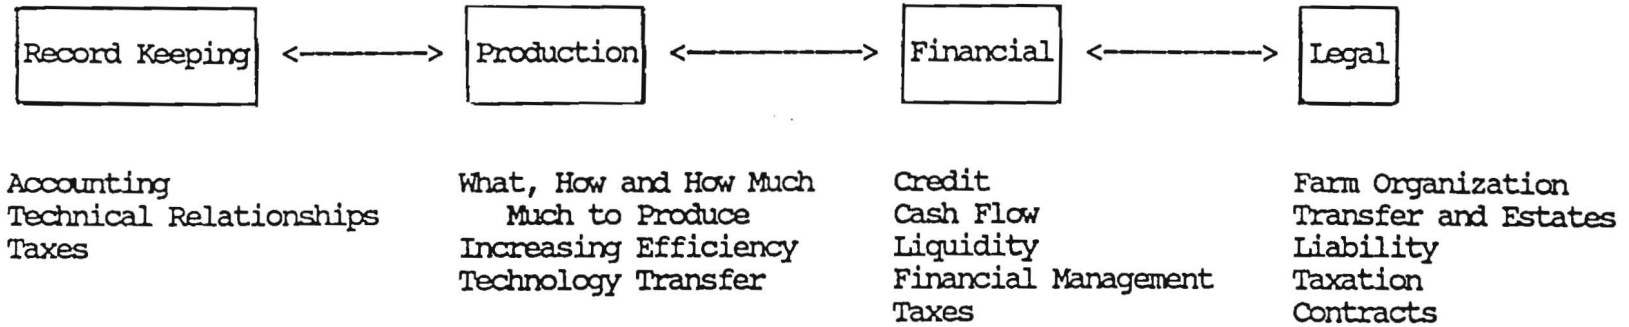 Record Keeping <-------> Production <--------> Financial <-------> Legal
Accounting
Technical Relationships
Taxes
What, How and How Much
Much to Produce
Increasing Efficiency
Technology Transfer
Credit
Cash Flow
Liquidity
Financial Management
Taxes
Farm Organization
Transfer and Estates
Liability
Taxation
Contracts